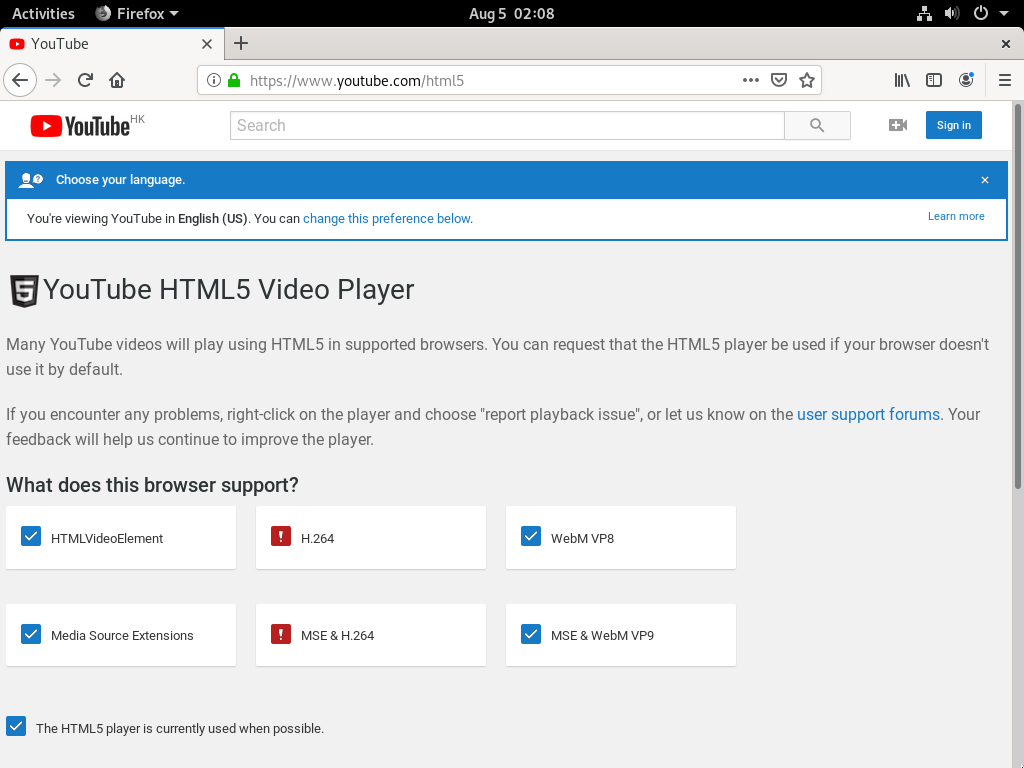 Activities Firefox Aug 5 02:08
YouTube
https://www.youtube.com/html5
YouTube HK Search Sign in
Choose your language.
You're viewing YouTube in English (US). You can change this preference below. Learn more
YouTube HTML5 Video Player
Many YouTube videos will play using HTML5 in supported browsers. You can request that the HTML5 player be used if your browser doesn't
use it by default.
If you encounter any problems, right-click on the player and choose "report playback issue", or let us know on the user support forums. Your
feedback will help us continue to improve the player.
What does this browser support?
HTMLVideoElement H.264 WebM VP8
Media Source Extensions MSE & H.264 MSE & WebM VP9
The HTML5 player is currently used when possible.